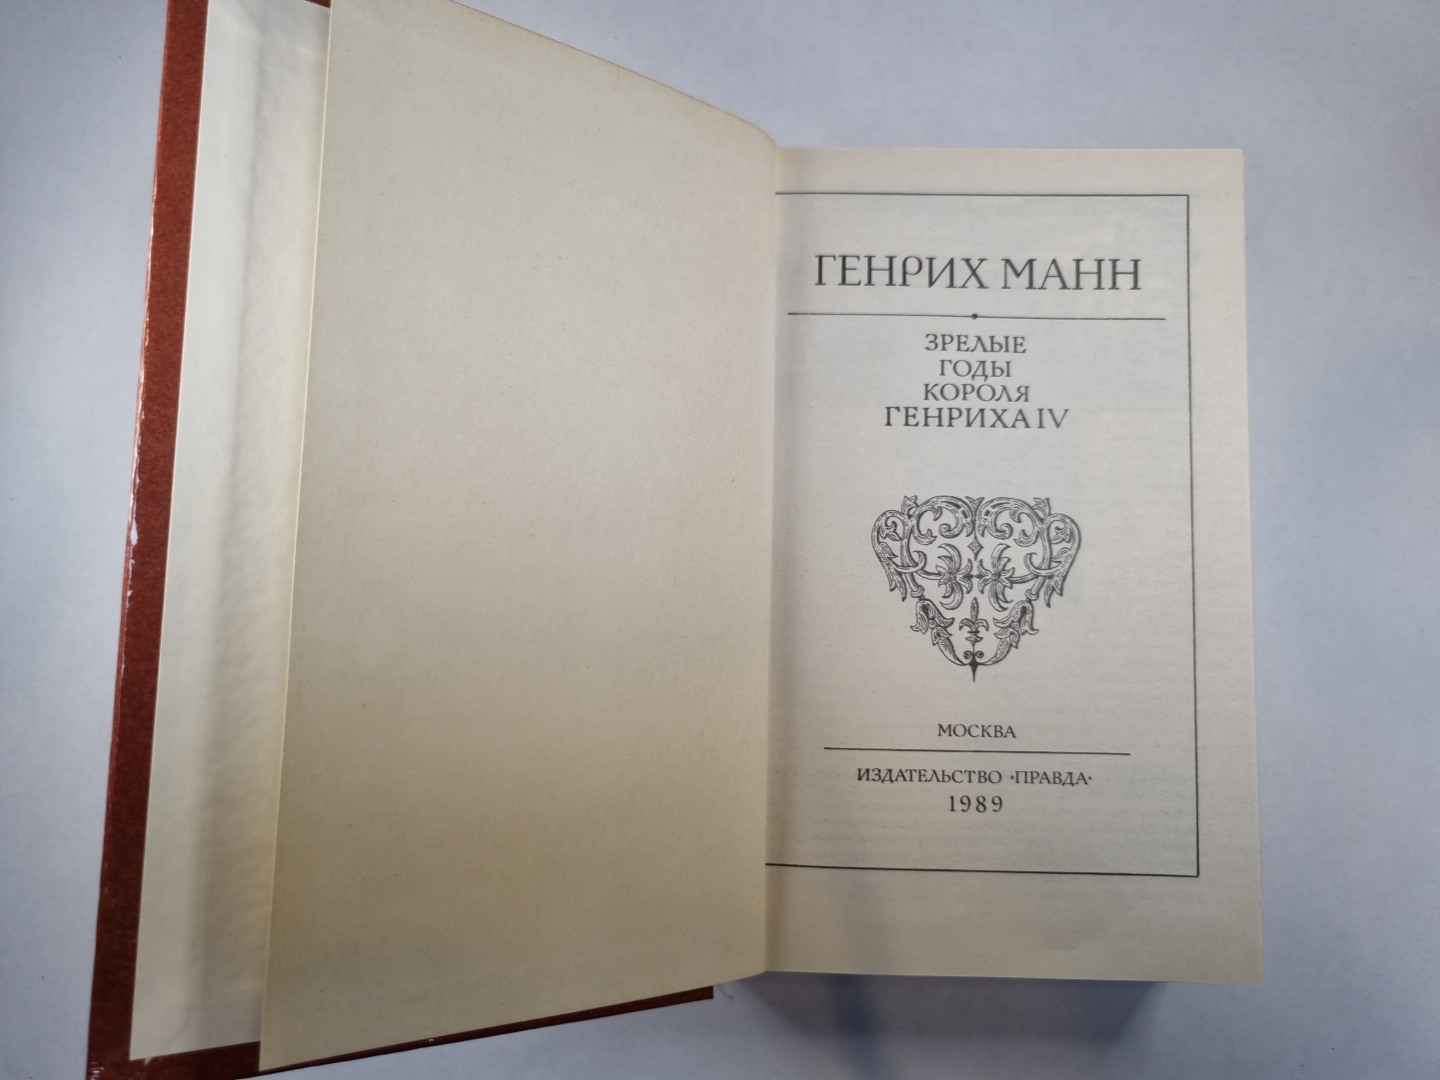 ГЕНРИХ МАНН
ЗРЕЛЫЕ
ГОДЫ
КОРОЛЯ
ГЕНРИХА IV
МОСКВА
ИЗДАТЕЛЬСТВО «ПРАВДА»
1989